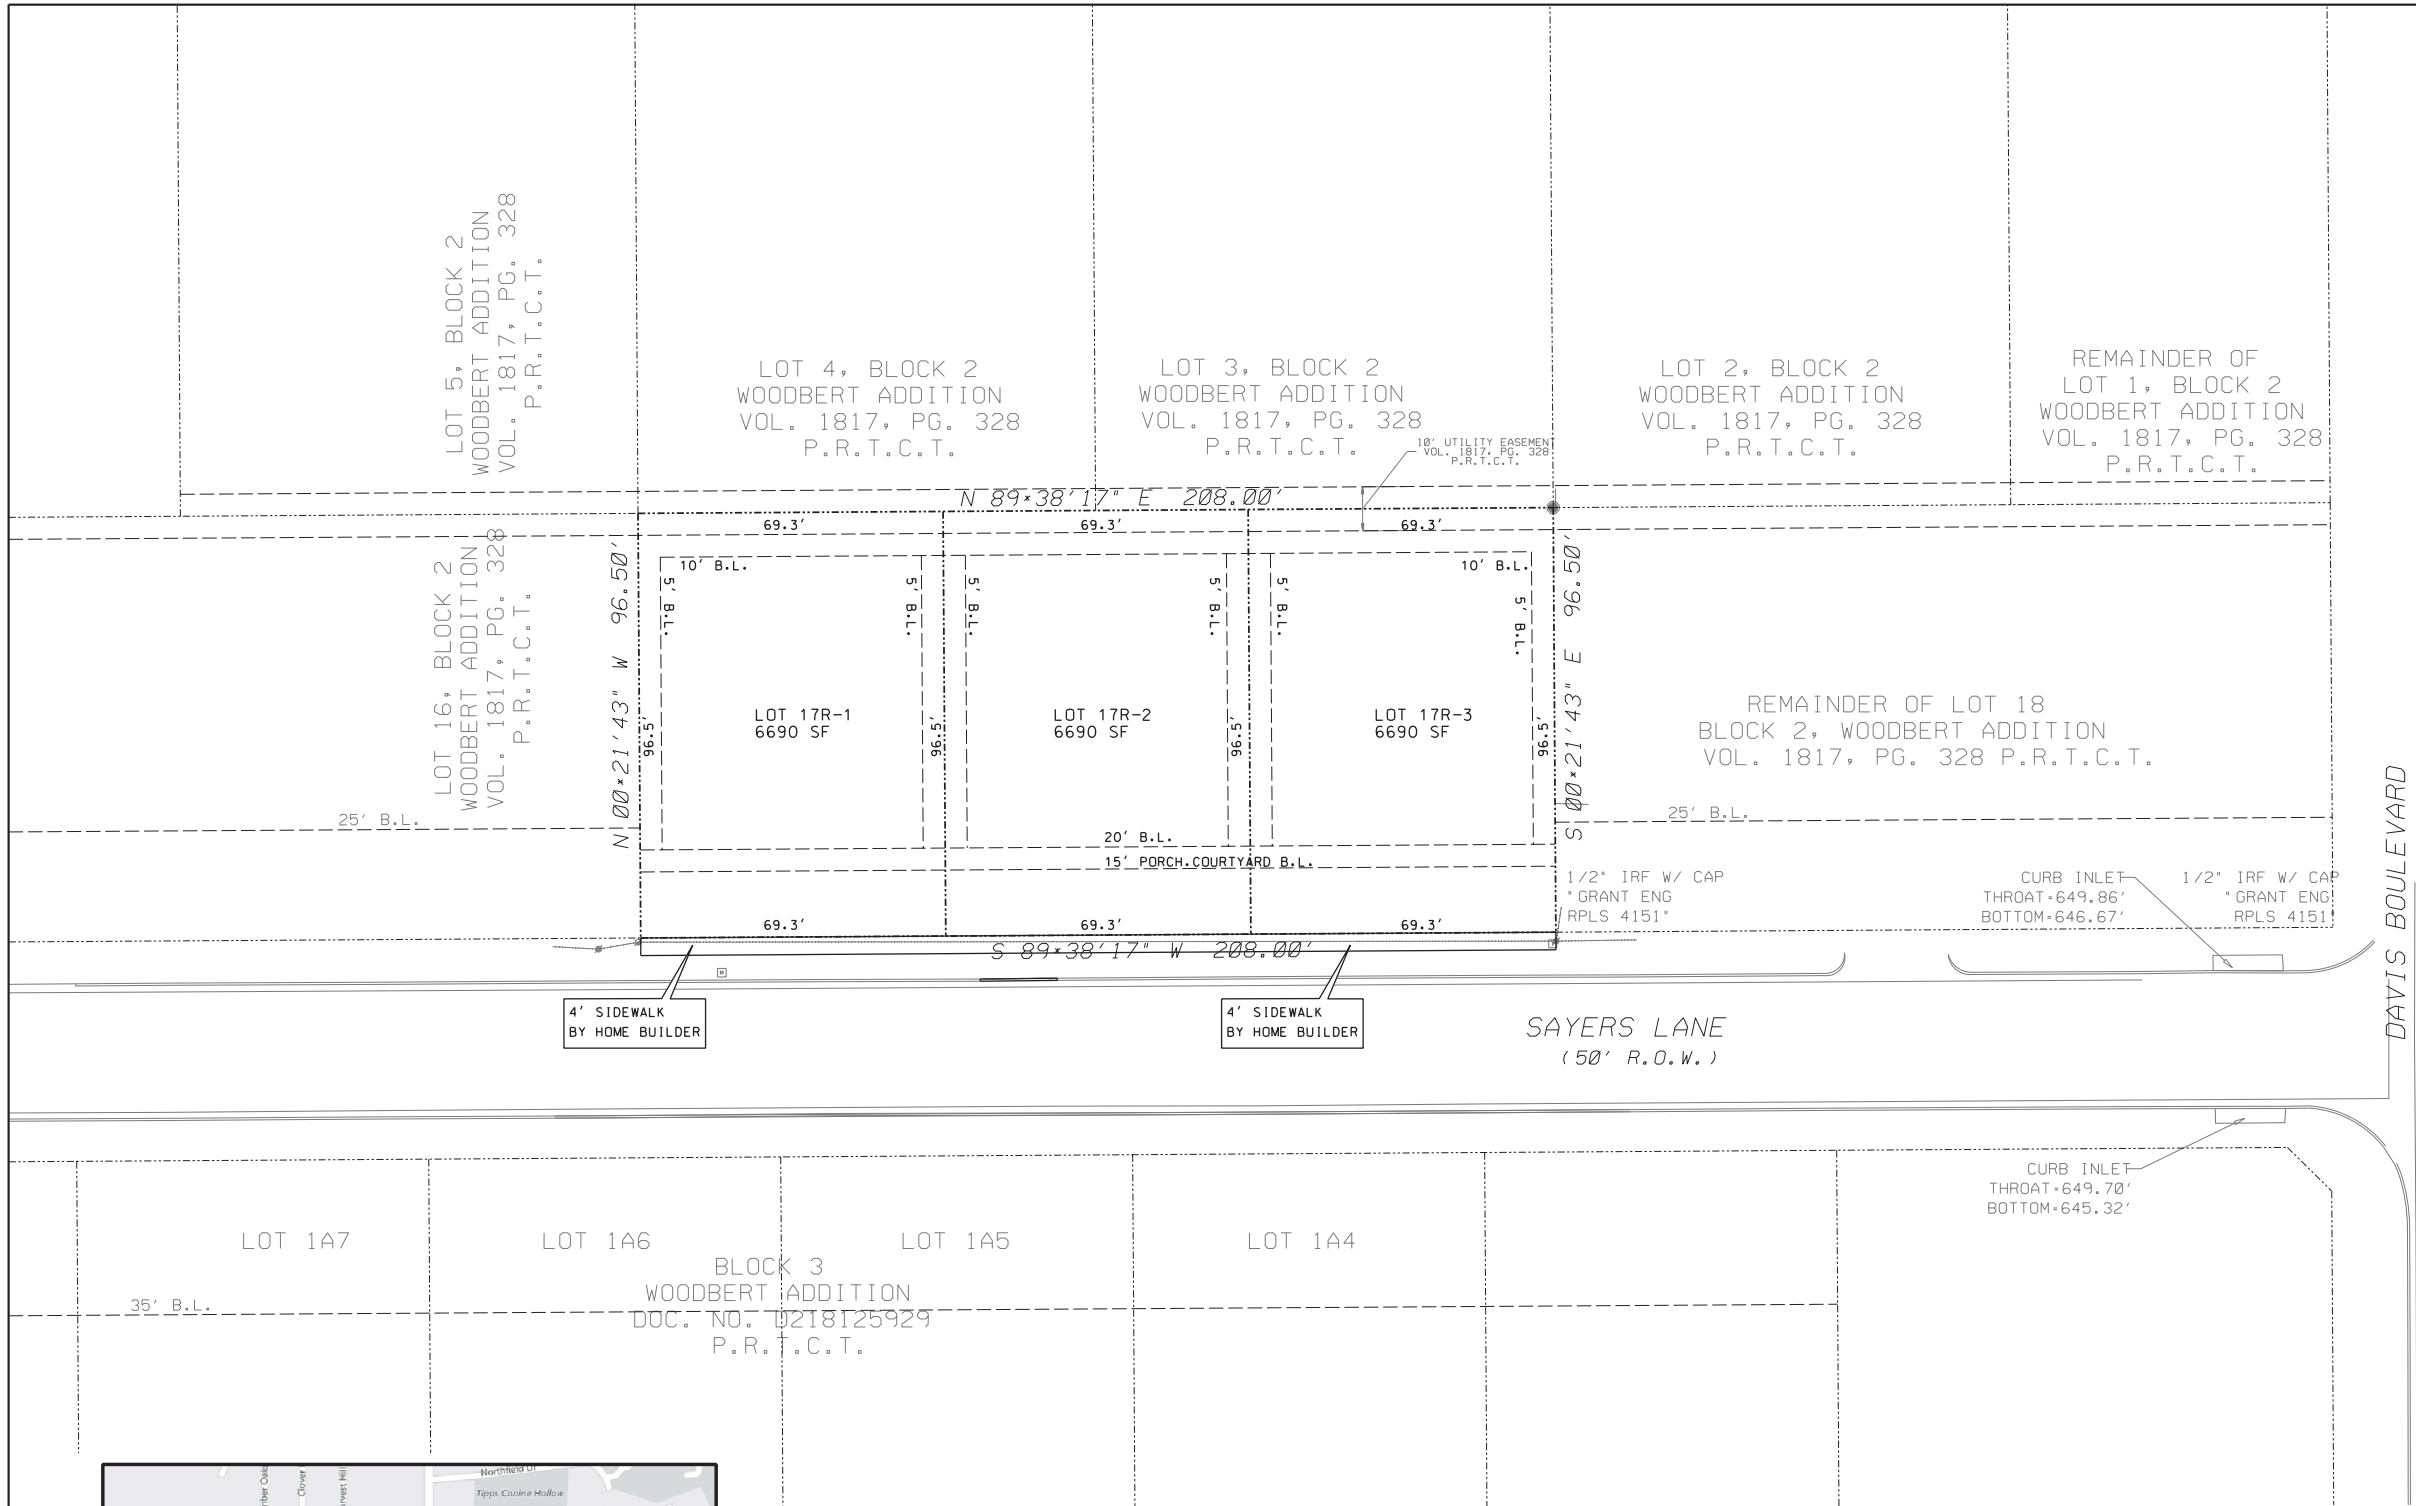 LOT 5, BLOCK 2
WOODBERT ADDITION
VOL. 1817, PG. 328
P.R.T.C.T.
LOT 4, BLOCK 2
WOODBERT ADDITION
VOL. 1817, PG. 328
P.R.T.C.T.
LOT 3, BLOCK 2
WOODBERT ADDITION
VOL. 1817, PG. 328
P.R.T.C.T.
10' UTILITY EASEMENT
VOL. 1817, PG. 328
P.R.T.C.T.
LOT 2, BLOCK 2
WOODBERT ADDITION
VOL. 1817, PG. 328
P.R.T.C.T.
REMAINDER OF
LOT 1, BLOCK 2
WOODBERT ADDITION
VOL. 1817, PG. 328
P.R.T.C.T.
N 89*38'17" E 208.00'
69.3'
69.3'
69.3'
LOT 16, BLOCK 2
WOODBERT ADDITION
VOL. 1817, PG. 328
P.R.T.C.T.
N 00*21'43" W 96.50'
10' B.L.
10' B.L.
5' B.L.
5' B.L.
5' B.L.
5' B.L.
5' B.L.
5' B.L.
S 00*21'43" E 96.50'
LOT 17R-1
6690 SF
LOT 17R-2
6690 SF
LOT 17R-3
6690 SF
96.5'
96.5'
96.5'
96.5'
REMAINDER OF LOT 18
BLOCK 2, WOODBERT ADDITION
VOL. 1817, PG. 328 P.R.T.C.T.
25' B.L.
25' B.L.
20' B.L.
15' PORCH.COURTYARD B.L.
1/2" IRF W/ CAP
"GRANT ENG
RPLS 4151"
CURB INLET
THROAT=649.86'
BOTTOM=646.67'
1/2" IRF W/ CAP
"GRANT ENG
RPLS 4151"
DAVIS BOULEVARD
69.3'
69.3'
69.3'
S 89*38'17" W 208.00'
M
4' SIDEWALK
BY HOME BUILDER
4' SIDEWALK
BY HOME BUILDER
SAYERS LANE
(50' R.O.W.)
CURB INLET
THROAT=649.70'
BOTTOM=645.32'
LOT 1A7
LOT 1A6
LOT 1A5
LOT 1A4
BLOCK 3
WOODBERT ADDITION
DOC. NO. D218125929
P.R.T.C.T.
35' B.L.
Northfield Dr
Tipps Canine Hollow
Clover